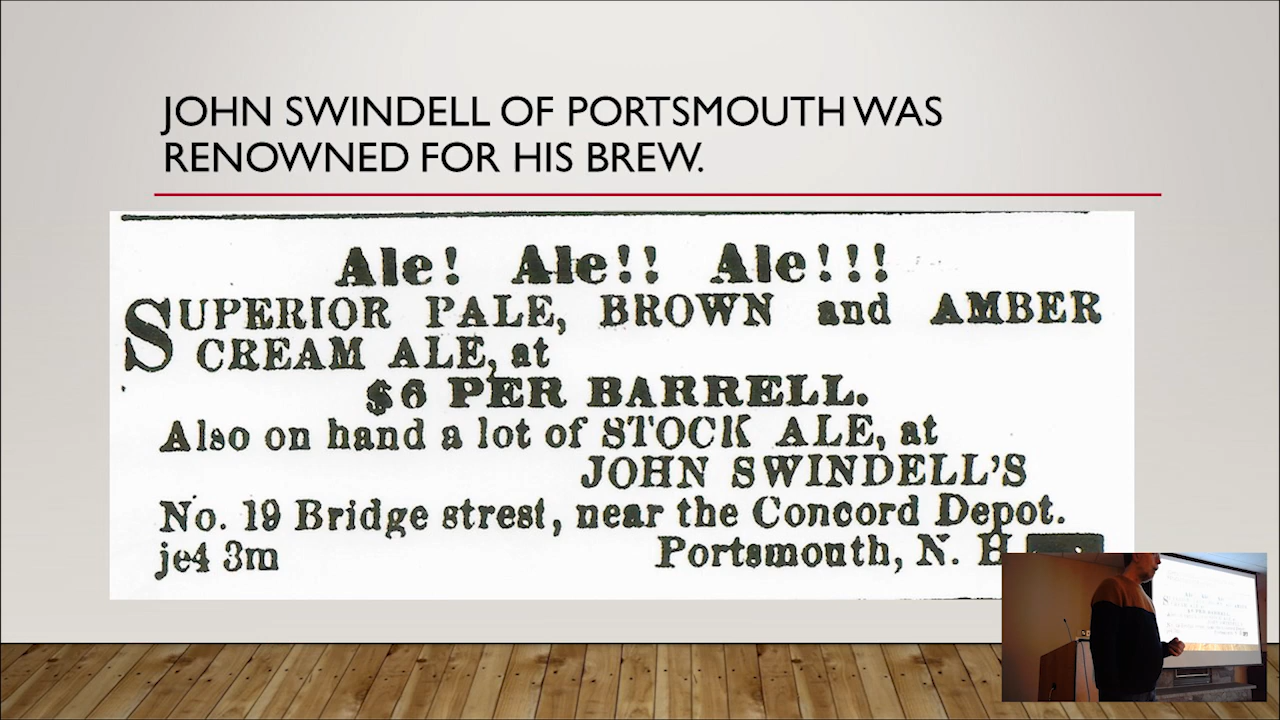 JOHN SWINDELL OF PORTSMOUTH WAS
RENOWNED FOR HIS BREW.
Ale! Ale!! Ale!!!
SUPERIOR PALE, BROWN and AMBER
CREAM ALE, at
$6 PER BARRELL.
Also on hand a lot of STOCK ALE, at
JOHN SWINDELL'S
No. 19 Bridge street, near the Concord Depot.
je4 3m Portsmouth, N. H